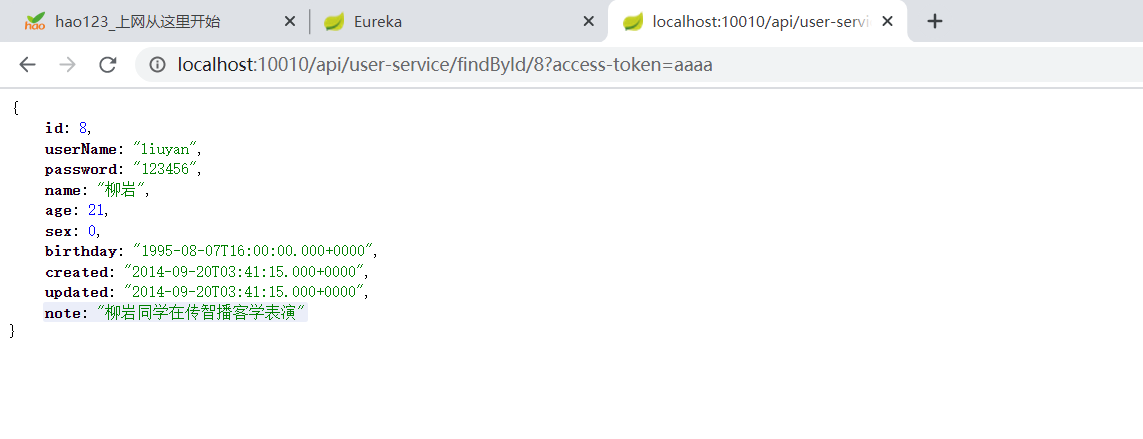 hao123_上网从这里开始
Eureka
localhost:10010/api/user-servic
localhost:10010/api/user-service/findById/8?access-token=aaaa
{
id: 8,
userName: "liuyan",
password: "123456",
name: "柳岩",
age: 21,
sex: 0,
birthday: "1995-08-07T16:00:00.000+0000",
created: "2014-09-20T03:41:15.000+0000",
updated: "2014-09-20T03:41:15.000+0000",
note: "柳岩同学在传智播客学表演"
}